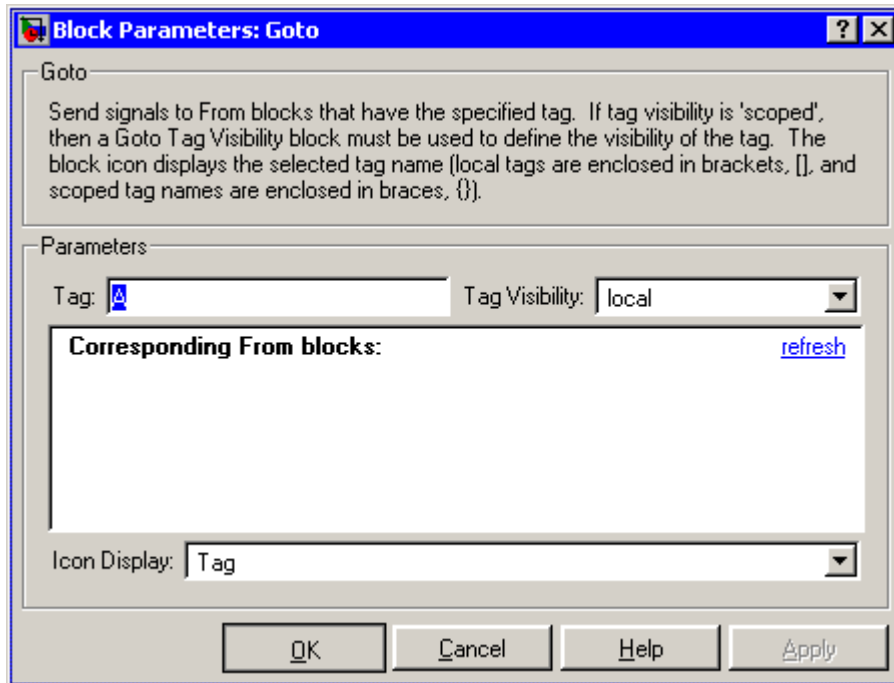 Block Parameters: Goto
Goto
Send signals to From blocks that have the specified tag. If tag visibility is 'scoped',
then a Goto Tag Visibility block must be used to define the visibility of the tag. The
block icon displays the selected tag name (local tags are enclosed in brackets, [], and
scoped tag names are enclosed in braces, {}).
Parameters
Tag: A Tag Visibility: local
Corresponding From blocks: refresh
Icon Display: Tag
OK Cancel Help Apply